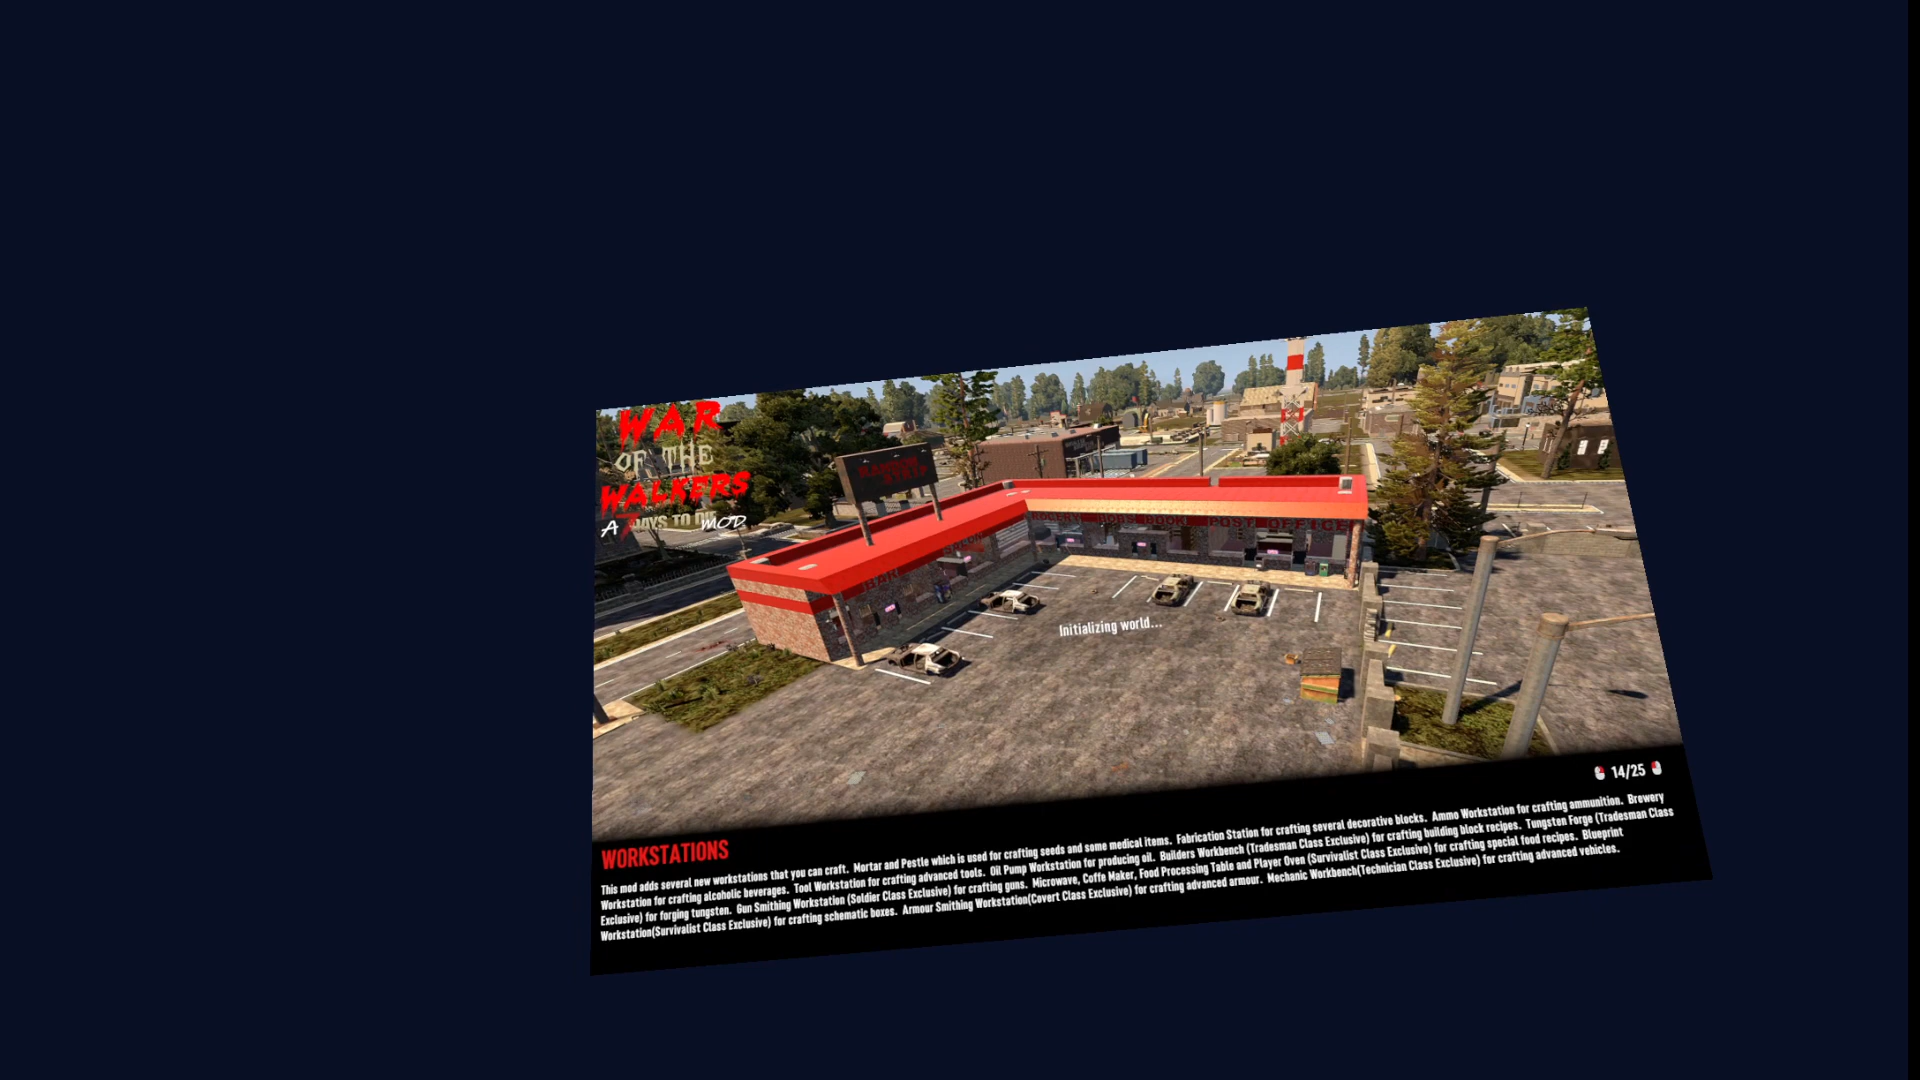 WAR
OF THE
WALKERS
A 7 DAYS TO DIE MOD
SALON
BAR
POST OFFICE
Initializing world...
14/25
WORKSTATIONS
This mod adds several new workstations that you can craft. Mortar and Pestle which is used for crafting seeds and some medical items. Fabrication Station for crafting several decorative blocks. Ammo Workstation for crafting ammunition. Brewery
Workstation for crafting alcoholic beverages. Tool Workstation for crafting advanced tools. Oil Pump Workstation for producing oil. Builders Workbench (Tradesman Class Exclusive) for crafting building block recipes. Tungsten Forge (Tradesman Class
Exclusive) for forging tungsten. Gun Smithing Workstation (Soldier Class Exclusive) for crafting guns. Microwave, Coffe Maker, Food Processing Table and Player Oven (Survivalist Class Exclusive) for crafting special food recipes. Blueprint
Workstation(Survivalist Class Exclusive) for crafting schematic boxes. Armour Smithing Workstation(Covert Class Exclusive) for crafting advanced armour. Mechanic Workbench(Technician Class Exclusive) for crafting advanced vehicles.